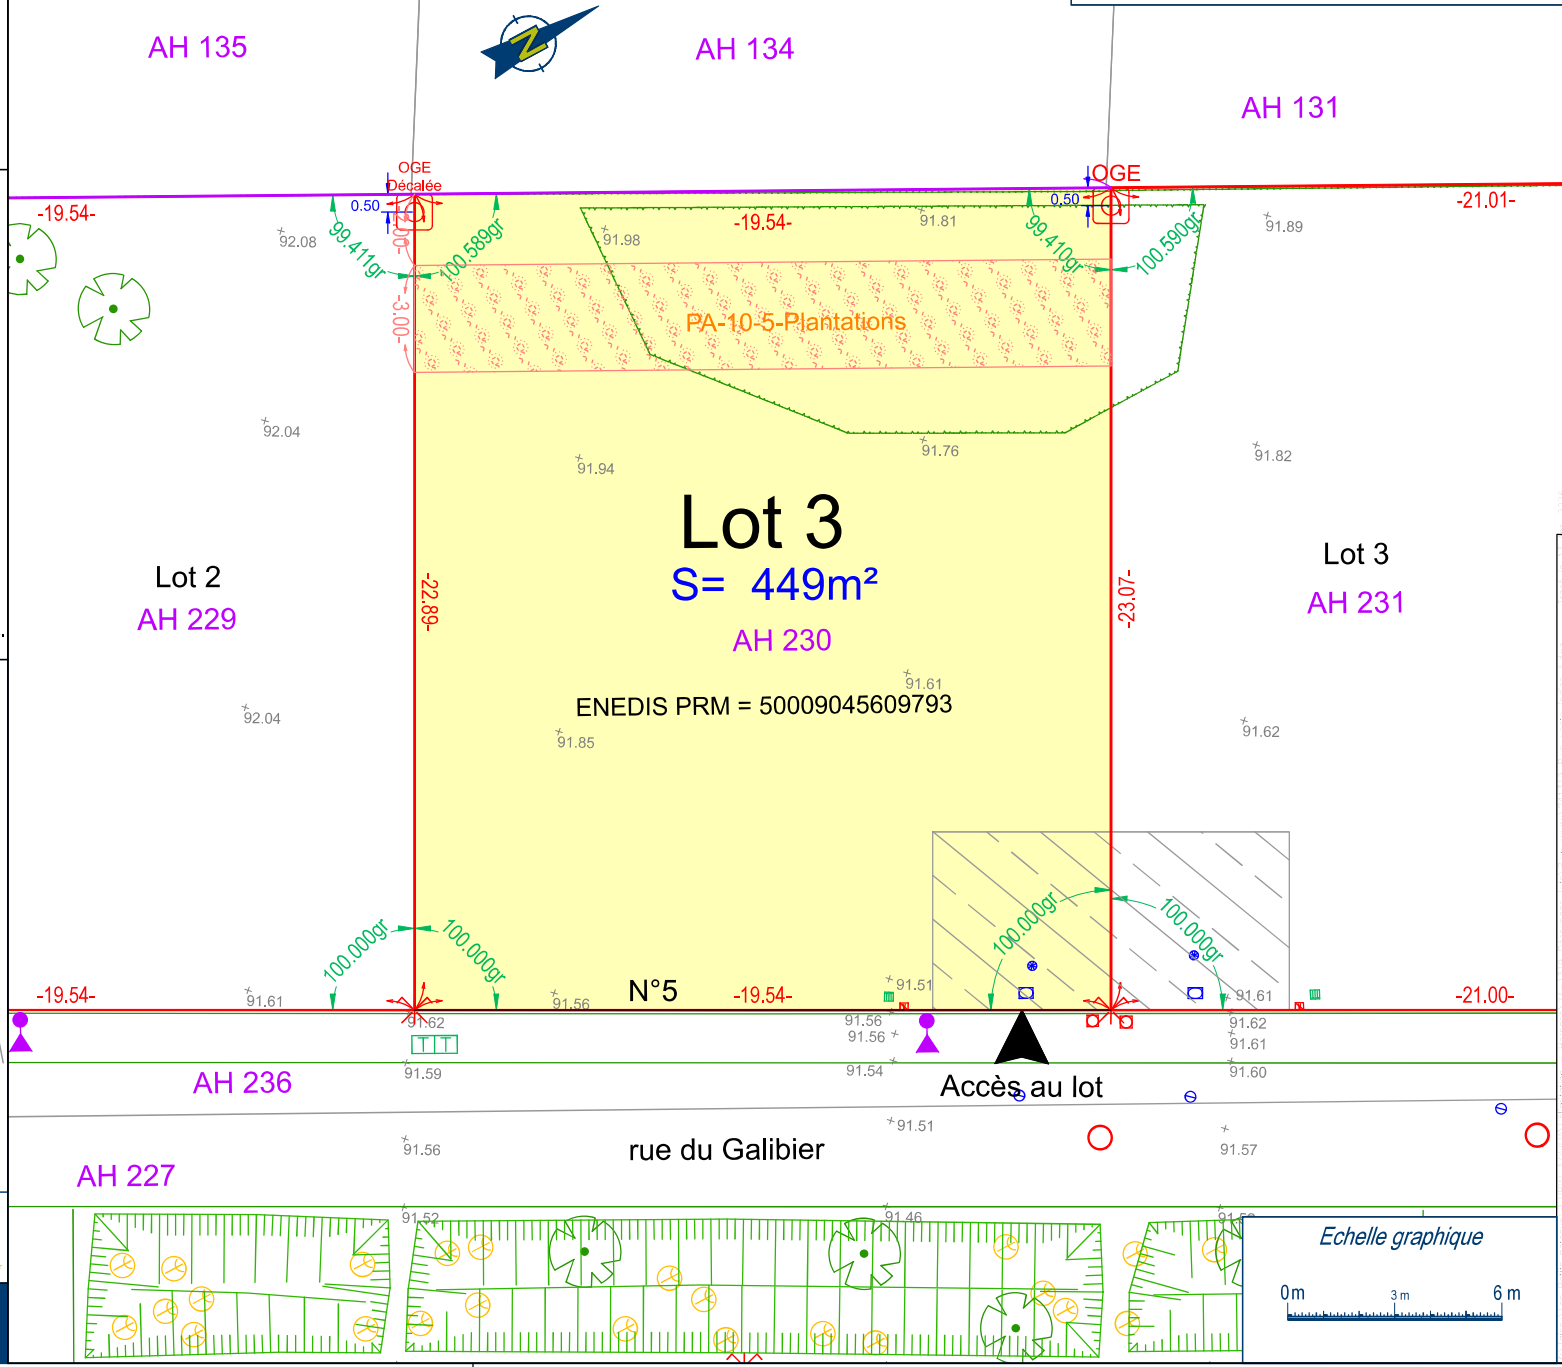 AH 135
AH 134
AH 131
N
OGE
Décalée
OGE
-19.54-
0.50
-19.54-
91.81
0.50
-21.01-
91.89
92.08
99.411gr
-2.00-
100.589gr
91.98
99.410gr
100.590gr
-3.00-
PA-10-5-Plantations
92.04
91.94
91.76
91.82
Lot 3
S= 449m²
AH 230
ENEDIS PRM = 50009045609793
Lot 2
AH 229
-22.89-
-23.07-
Lot 3
AH 231
91.61
92.04
91.85
91.62
100.000gr
100.000gr
100.000gr
100.000gr
-19.54-
91.61
91.56
N°5
-19.54-
91.51
91.61
-21.00-
91.62
91.56
91.62
T T
91.56
91.61
91.59
91.54
91.60
AH 236
Accès au lot
91.56
rue du Galibier
91.51
91.57
AH 227
91.52
91.46
Echelle graphique
0m
3 m
6 m